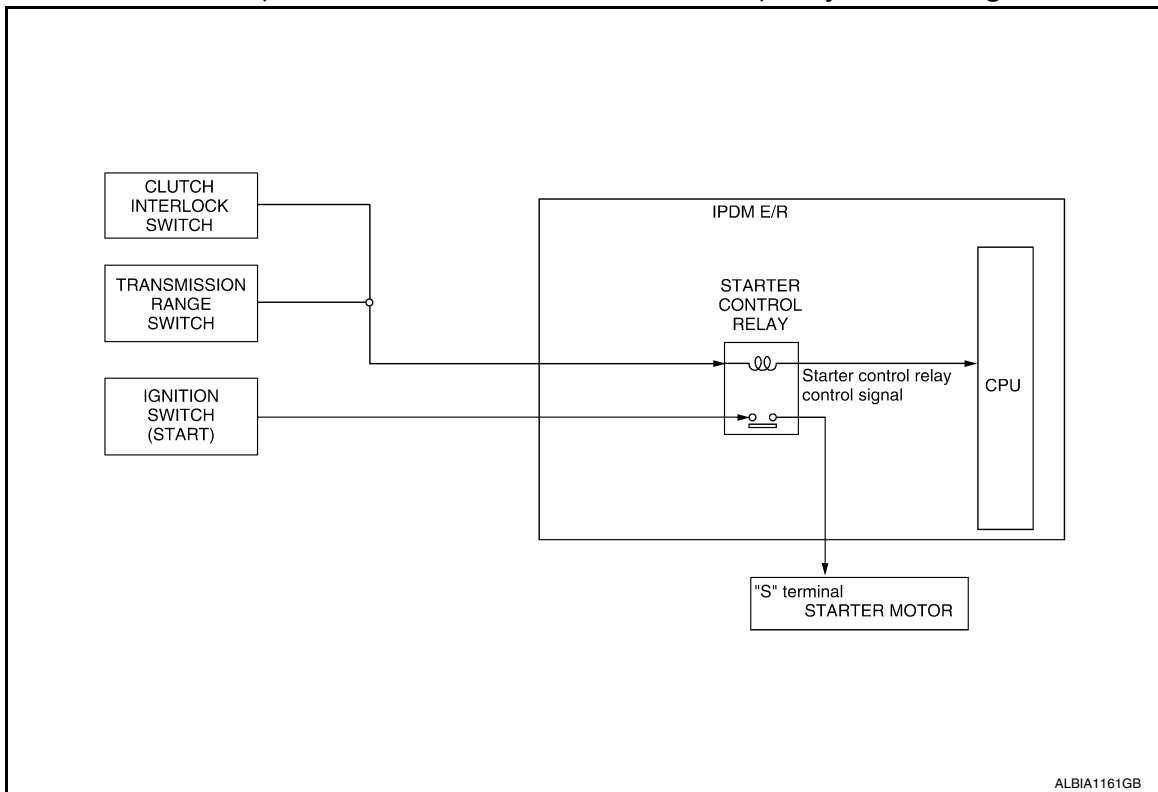 CLUTCH
INTERLOCK
SWITCH
TRANSMISSION
RANGE
SWITCH
IGNITION
SWITCH
(START)
IPDM E/R
STARTER
CONTROL
RELAY
Starter control relay
control signal
CPU
"S" terminal
STARTER MOTOR
ALBIA1161GB